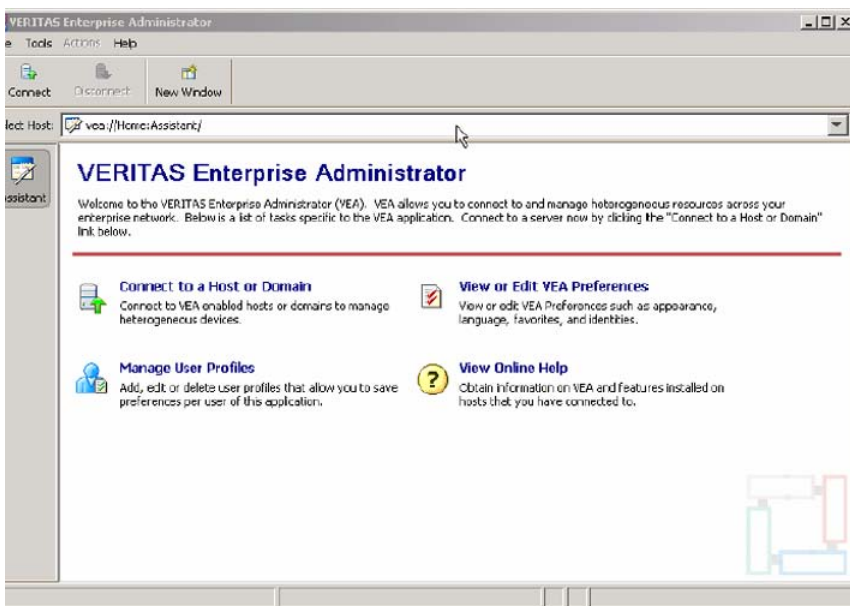 VERITAS Enterprise Administrator
e Tools Actions Help
Connect Disconnect New Window
lect Host: vea://Home:Assistant/
ssistant
VERITAS Enterprise Administrator
Welcome to the VERITAS Enterprise Administrator (VEA). VEA allows you to connect to and manage heterogeneous resources across your
enterprise network. Below is a list of tasks specific to the VEA application. Connect to a server now by clicking the "Connect to a Host or Domain"
link below.
Connect to a Host or Domain
Connect to VEA enabled hosts or domains to manage
heterogeneous devices.
View or Edit VEA Preferences
View or edit VEA Preferences such as appearance,
language, favorites, and identities.
Manage User Profiles
Add, edit or delete user profiles that allow you to save
preferences per user of this application.
View Online Help
Obtain information on VEA and features installed on
hosts that you have connected to.